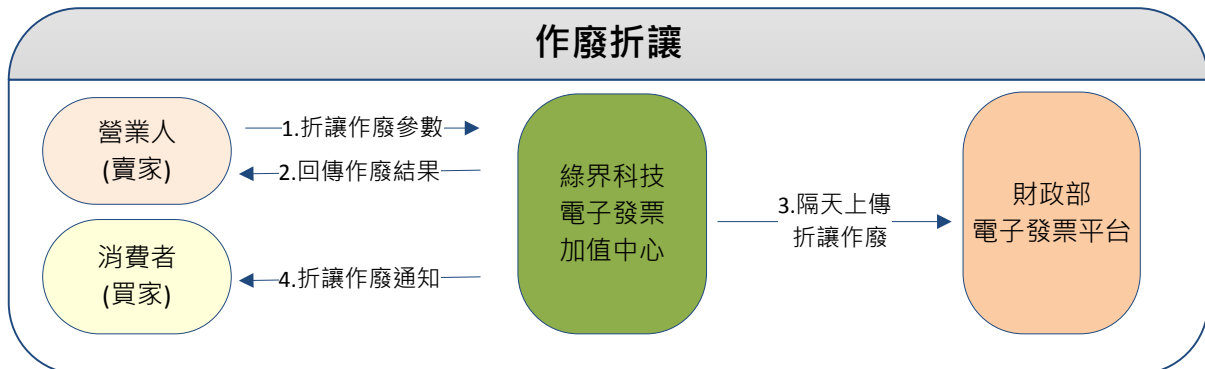 作廢折讓
營業人
(賣家)
1.折讓作廢參數
2.回傳作廢結果
消費者
(買家)
4.折讓作廢通知
綠界科技
電子發票
加值中心
3.隔天上傳
折讓作廢
財政部
電子發票平台